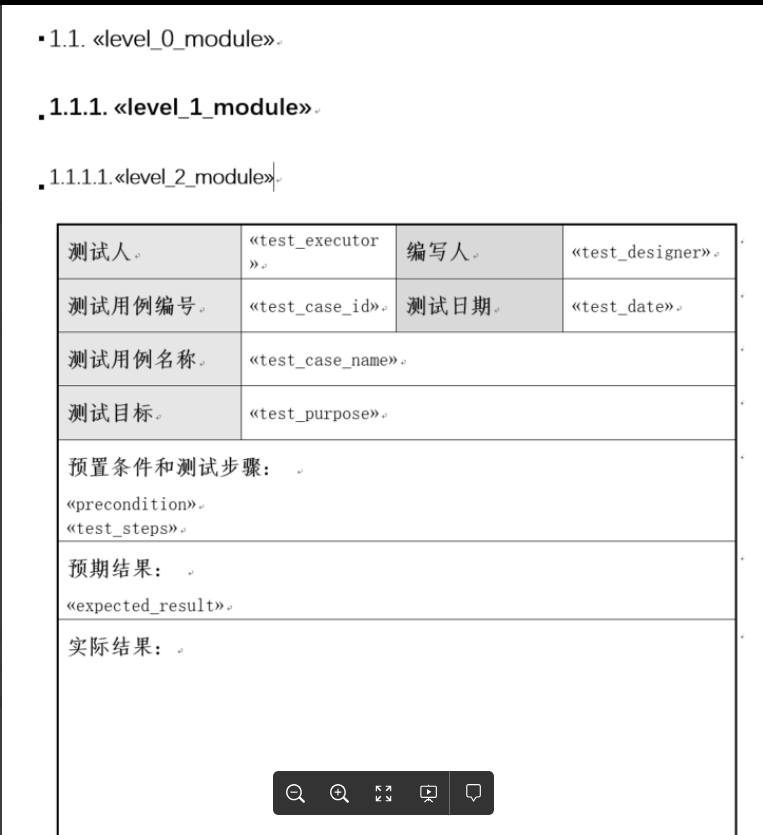 1.1. «level_0_module»
1.1.1. «level_1_module»
1.1.1.1.«level_2_module»
测试人 «test_executor» 编写人 «test_designer»
测试用例编号 «test_case_id» 测试日期 «test_date»
测试用例名称 «test_case_name»
测试目标 «test_purpose»
预置条件和测试步骤：
«precondition»
«test_steps»
预期结果：
«expected_result»
实际结果：